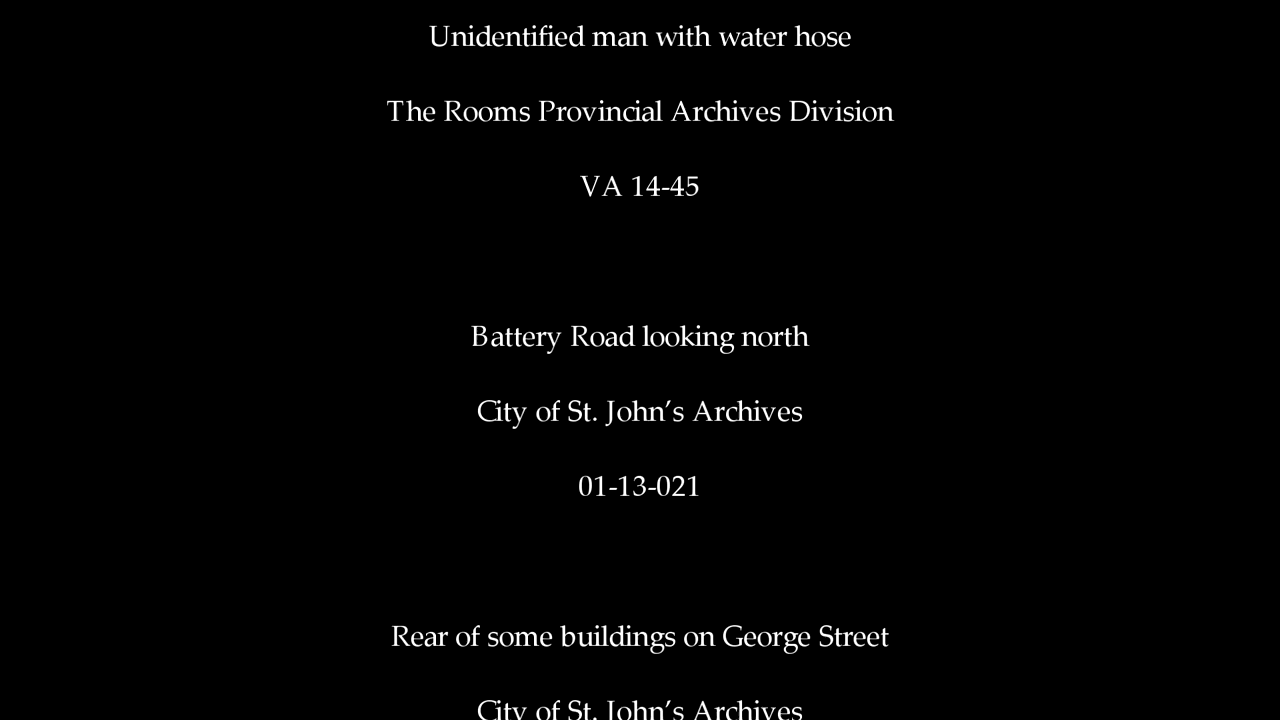 Unidentified man with water hose
The Rooms Provincial Archives Division
VA 14-45
Battery Road looking north
City of St. John’s Archives
01-13-021
Rear of some buildings on George Street
City of St. John’s Archives